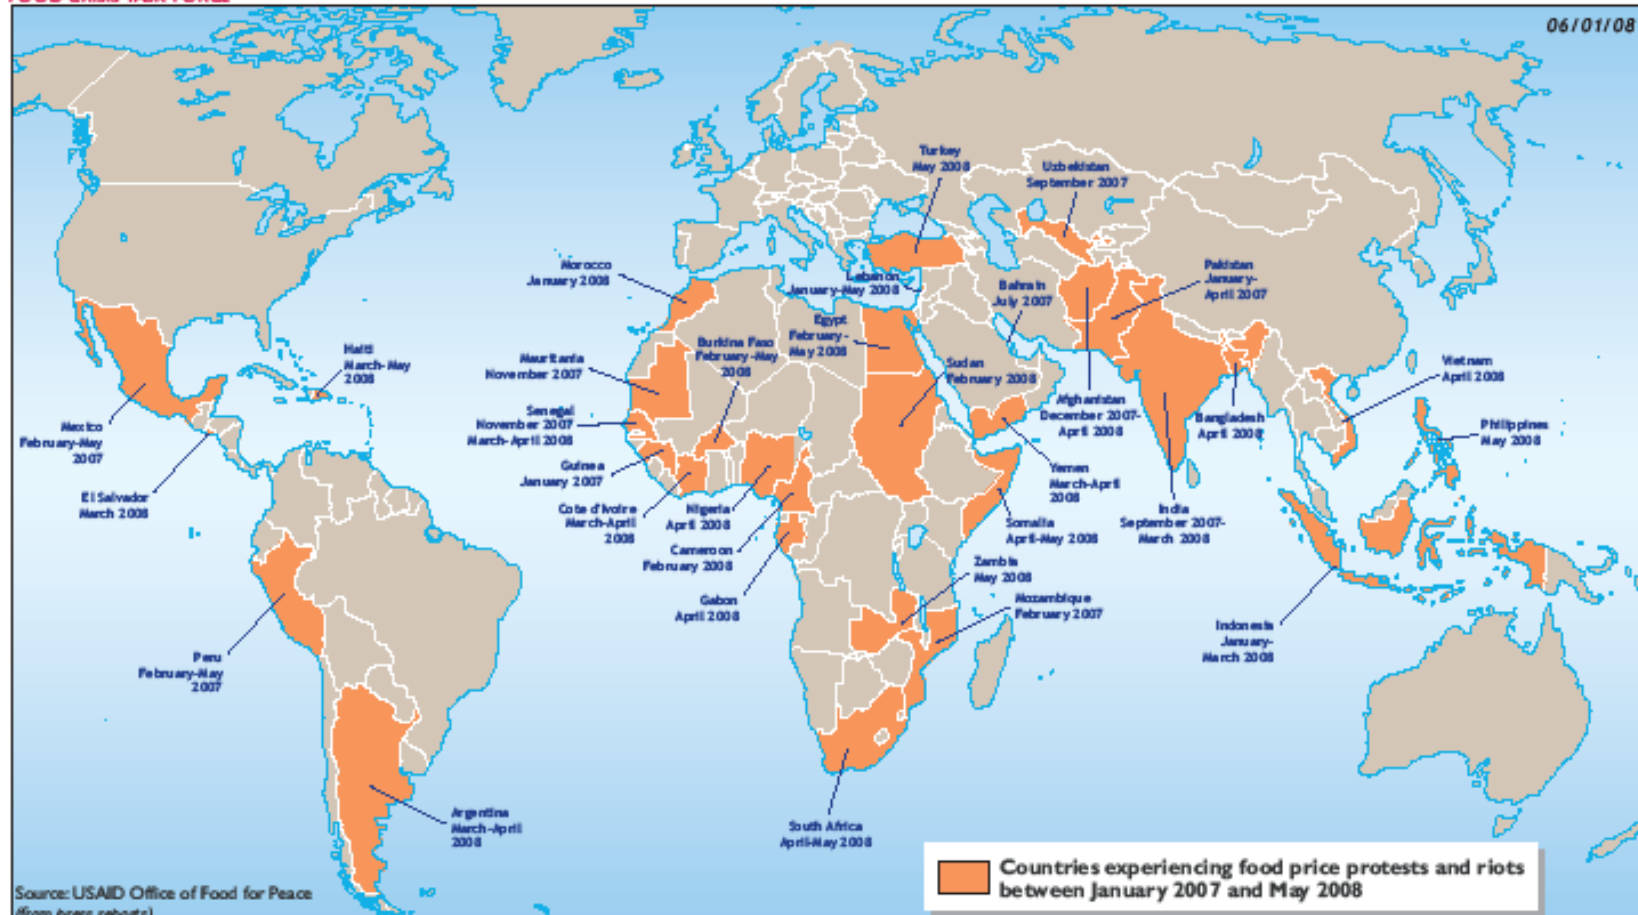 06/01/08
Turkey
May 2008
Uzbekistan
September 2007
Morocco
January 2008
Lebanon
January-May 2008
Bahrain
July 2007
Pakistan
January-
April 2007
Egypt
February-
May 2008
Burkina Faso
February-May
2008
Haiti
March-May
2008
Mauritania
November 2007
Sudan
February 2008
Vietnam
April 2008
Afghanistan
December 2007-
April 2008
Bangladesh
April 2008
Senegal
November 2007
March-April 2008
Mexico
February-May
2007
Philippines
May 2008
Guinea
January 2007
Yemen
March-April
2008
El Salvador
March 2008
Cote d'Ivoire
March-April
2008
Nigeria
April 2008
India
September 2007-
March 2008
Somalia
April-May 2008
Cameroon
February 2008
Zambia
May 2008
Gabon
April 2008
Mozambique
February 2007
Indonesia
January-
March 2008
Peru
February-May
2007
Argentina
March-April
2008
South Africa
April-May 2008
Countries experiencing food price protests and riots
between January 2007 and May 2008
Source: USAID Office of Food for Peace
(from press reports)